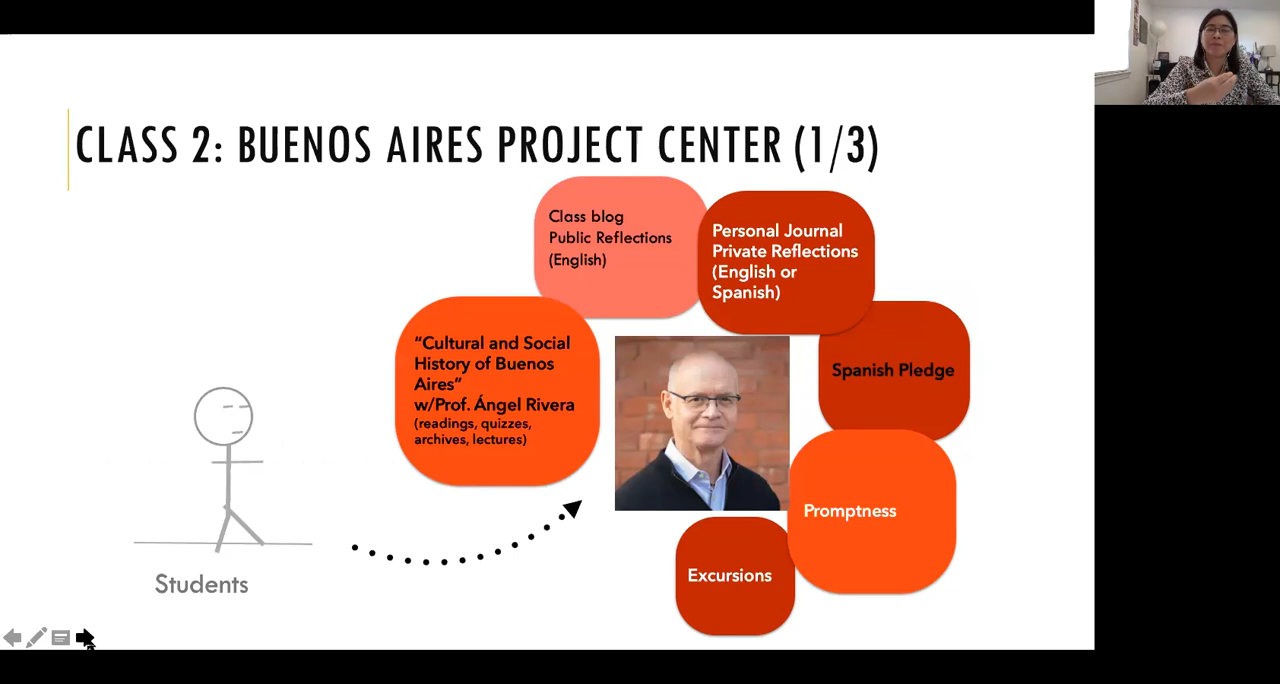 CLASS 2: BUENOS AIRES PROJECT CENTER (1/3)
Class blog
Public Reflections
(English)
Personal Journal
Private Reflections
(English or
Spanish)
"Cultural and Social
History of Buenos
Aires"
w/Prof. Ángel Rivera
(readings, quizzes,
archives, lectures)
Spanish Pledge
Promptness
Excursions
Students